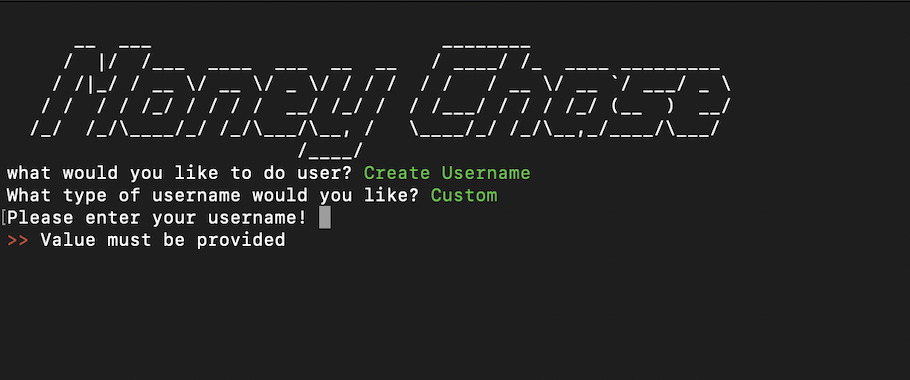 Money Chase
what would you like to do user? Create Username
What type of username would you like? Custom
Please enter your username!
>> Value must be provided